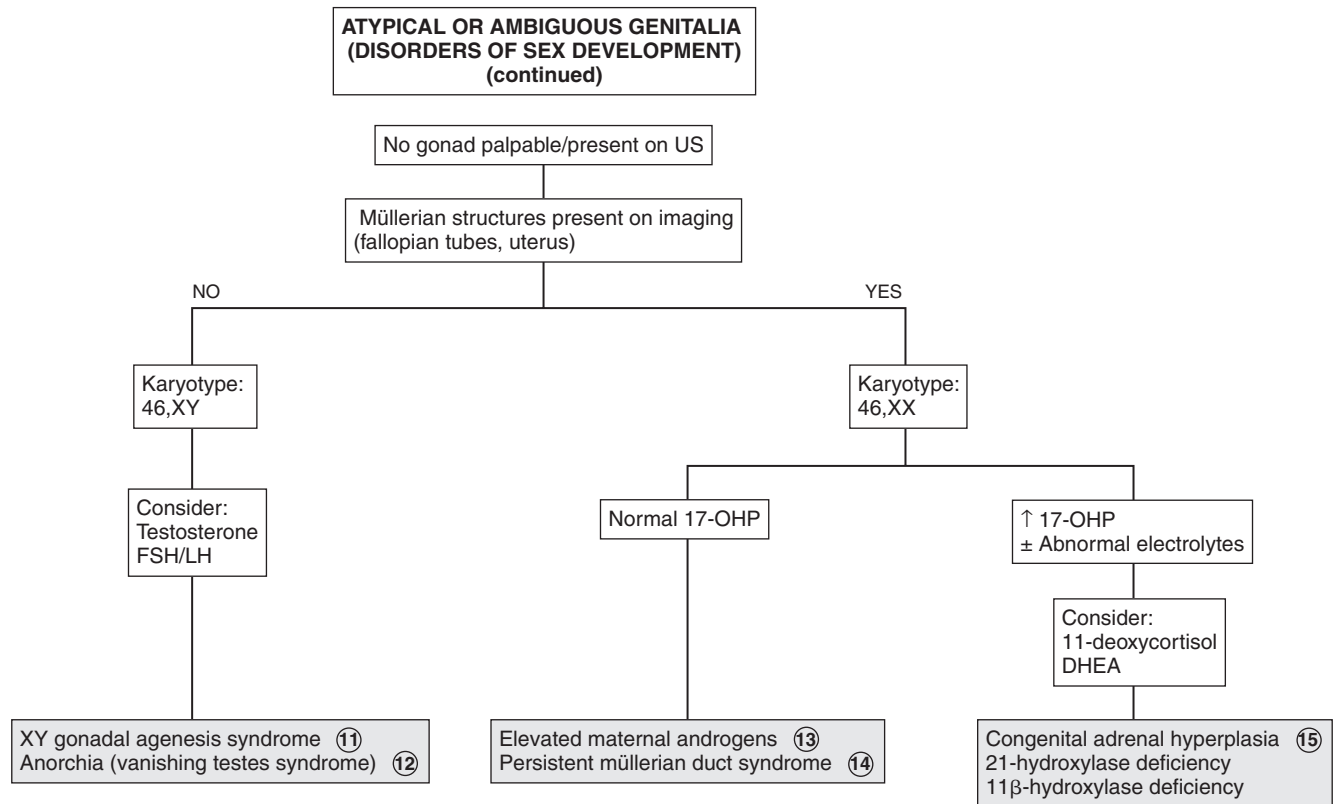 ATYPICAL OR AMBIGUOUS GENITALIA
(DISORDERS OF SEX DEVELOPMENT)
(continued)
No gonad palpable/present on US
Müllerian structures present on imaging
(fallopian tubes, uterus)
NO
YES
Karyotype:
46,XY
Karyotype:
46,XX
Consider:
Testosterone
FSH/LH
Normal 17-OHP
↑ 17-OHP
± Abnormal electrolytes
Consider:
11-deoxycortisol
DHEA
XY gonadal agenesis syndrome 11
Anorchia (vanishing testes syndrome) 12
Elevated maternal androgens 13
Persistent müllerian duct syndrome 14
Congenital adrenal hyperplasia 15
21-hydroxylase deficiency
11β-hydroxylase deficiency